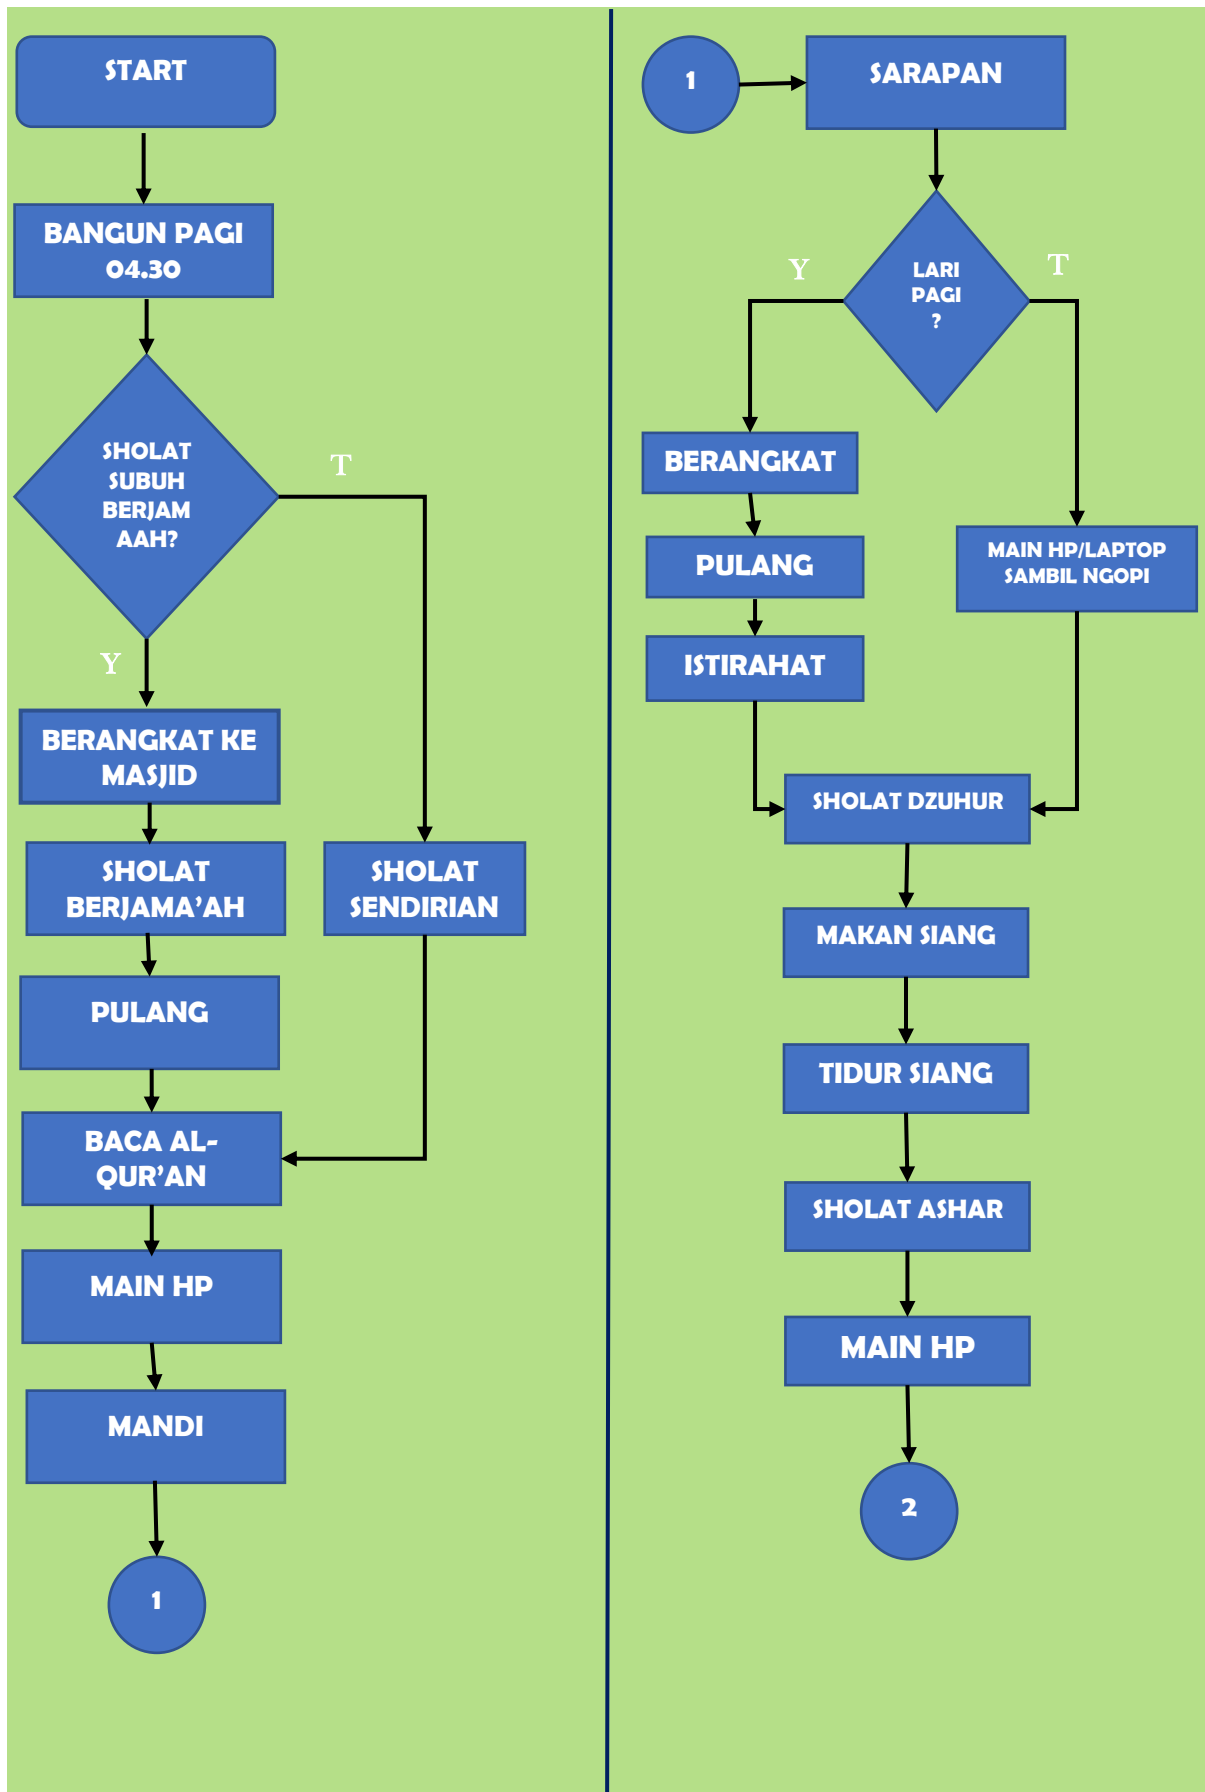 START
BANGUN PAGI
04.30
SHOLAT
SUBUH
BERJAM
AAH?
T
Y
BERANGKAT KE
MASJID
SHOLAT
BERJAMA’AH
SHOLAT
SENDIRIAN
PULANG
BACA AL-
QUR’AN
MAIN HP
MANDI
1
1
SARAPAN
LARI
PAGI
?
Y
T
BERANGKAT
PULANG
ISTIRAHAT
MAIN HP/LAPTOP
SAMBIL NGOPI
SHOLAT DZUHUR
MAKAN SIANG
TIDUR SIANG
SHOLAT ASHAR
MAIN HP
2